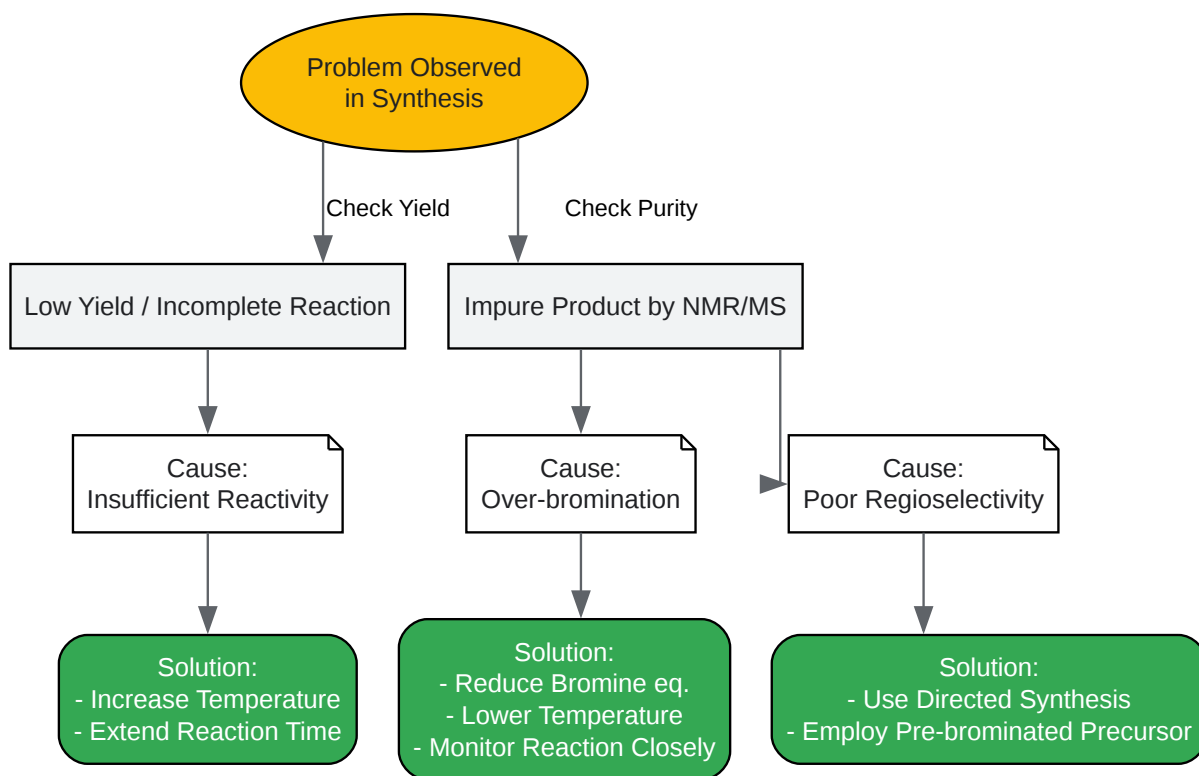 Problem Observed
in Synthesis
Check Yield
Check Purity
Low Yield / Incomplete Reaction
Impure Product by NMR/MS
Cause:
Insufficient Reactivity
Cause:
Over-bromination
Cause:
Poor Regioselectivity
Solution:
- Increase Temperature
- Extend Reaction Time
Solution:
- Reduce Bromine eq.
- Lower Temperature
- Monitor Reaction Closely
Solution:
- Use Directed Synthesis
- Employ Pre-brominated Precursor